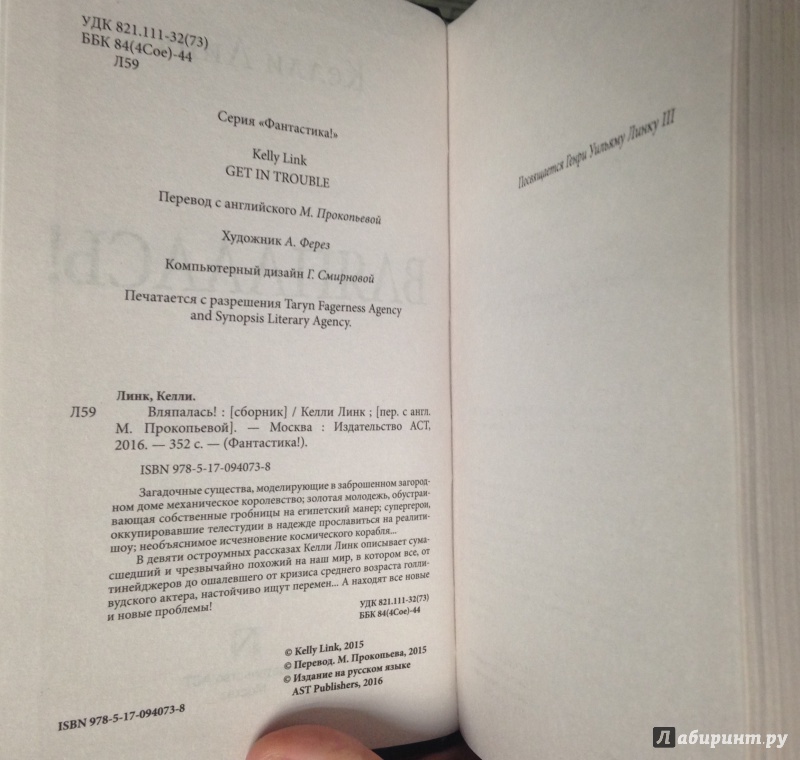 УДК 821.111-32(73)
ББК 84(4Сое)-44
Л59
Серия «Фантастика!»
Kelly Link
GET IN TROUBLE
Перевод с английского М. Прокопьевой
Художник А. Ферез
Компьютерный дизайн Г. Смирновой
Печатается с разрешения Taryn Fagerness Agency
and Synopsis Literary Agency.
Линк, Келли.
Л59 Вляпалась! : [сборник] / Келли Линк ; [пер. с англ.
М. Прокопьевой]. — Москва : Издательство АСТ,
2016. — 352 с. — (Фантастика!).
ISBN 978-5-17-094073-8
Загадочные существа, моделирующие в заброшенном загород-
ном доме механическое королевство; золотая молодежь, обустраи-
вающая собственные гробницы на египетский манер; супергерои,
оккупировавшие телестудии в надежде прославиться на реалити-
шоу; необъяснимое исчезновение космического корабля...
В девяти остроумных рассказах Келли Линк описывает сума-
сшедший и чрезвычайно похожий на наш мир, в котором все, от
тинейджеров до ошалевшего от кризиса среднего возраста голли-
вудского актера, настойчиво ищут перемен... А находят все новые
и новые проблемы!
УДК 821.111-32(73)
ББК 84(4Сое)-44
© Kelly Link, 2015
© Перевод. М. Прокопьева, 2015
© Издание на русском языке
AST Publishers, 2016
ISBN 978-5-17-094073-8
Посвящается Генри Уильяму Линку III
Лабиринт.ру